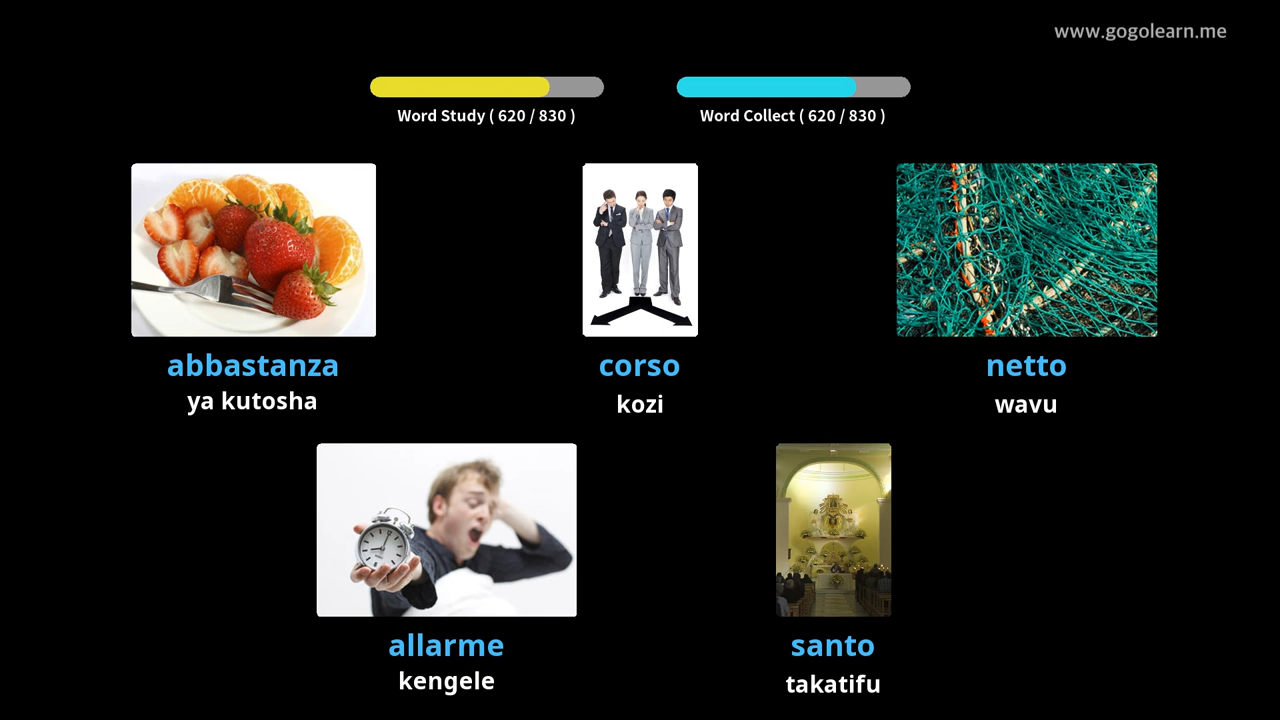 www.gogolearn.me
Word Study ( 620 / 830 )
Word Collect ( 620 / 830 )
abbastanza
ya kutosha
corso
kozi
netto
wavu
allarme
kengele
santo
takatifu